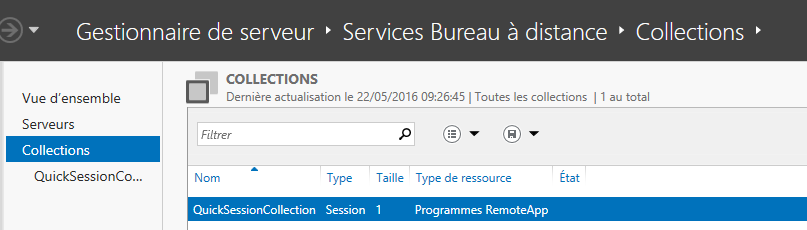 Gestionnaire de serveur ‣ Services Bureau à distance ‣ Collections ‣
Vue d'ensemble
Serveurs
Collections
QuickSessionCo...
COLLECTIONS
Dernière actualisation le 22/05/2016 09:26:45 | Toutes les collections | 1 au total
Filtrer
Nom Type Taille Type de ressource État
QuickSessionCollection Session 1 Programmes RemoteApp